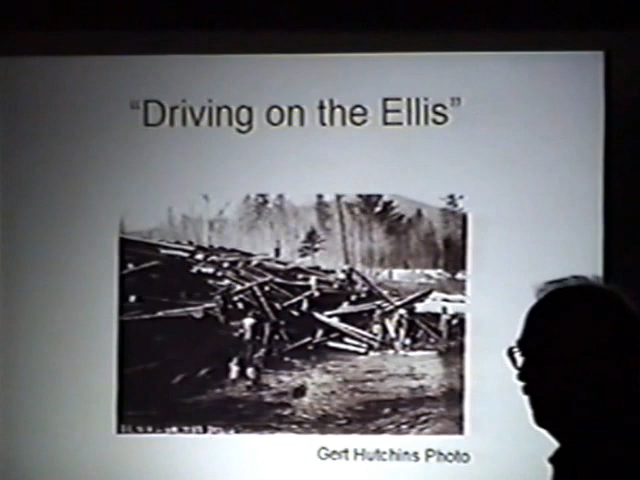 “Driving on the Ellis”
Gert Hutchins Photo